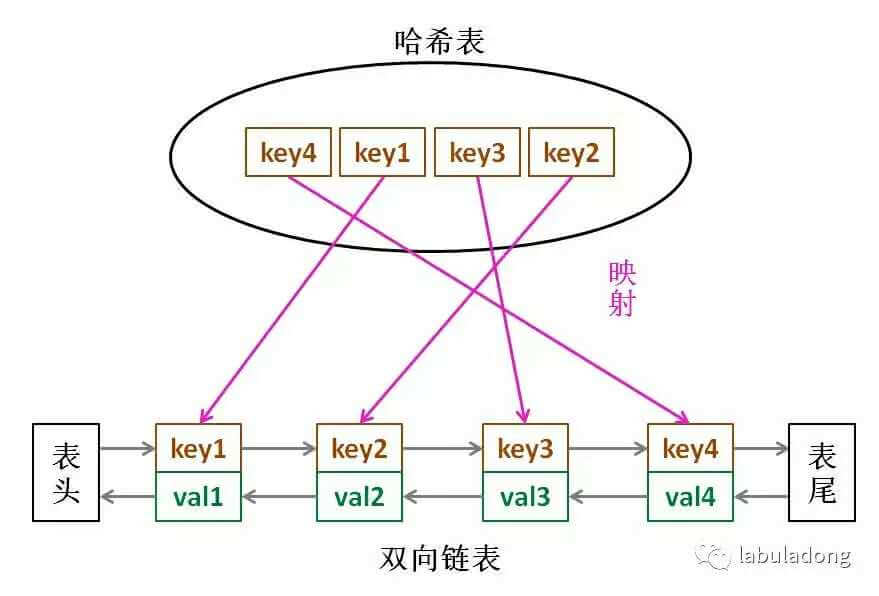 哈希表
key4 key1 key3 key2
映射
表头 key1 key2 key3 key4 表尾
val1 val2 val3 val4
双向链表
labuladong